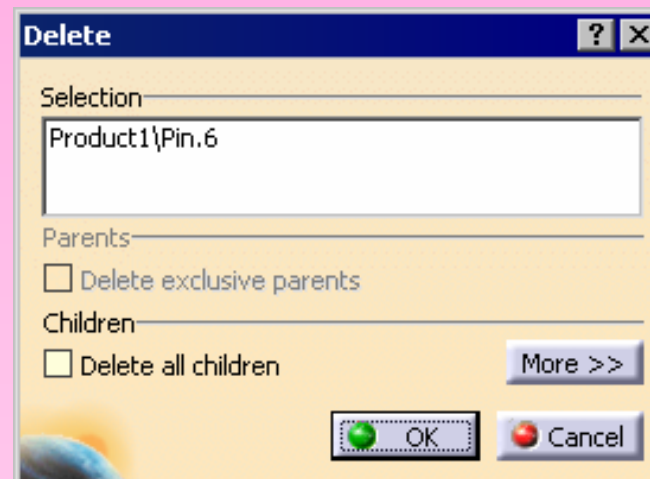 Delete
Selection
Product1\Pin.6
Parents
Delete exclusive parents
Children
Delete all children
More >>
OK
Cancel